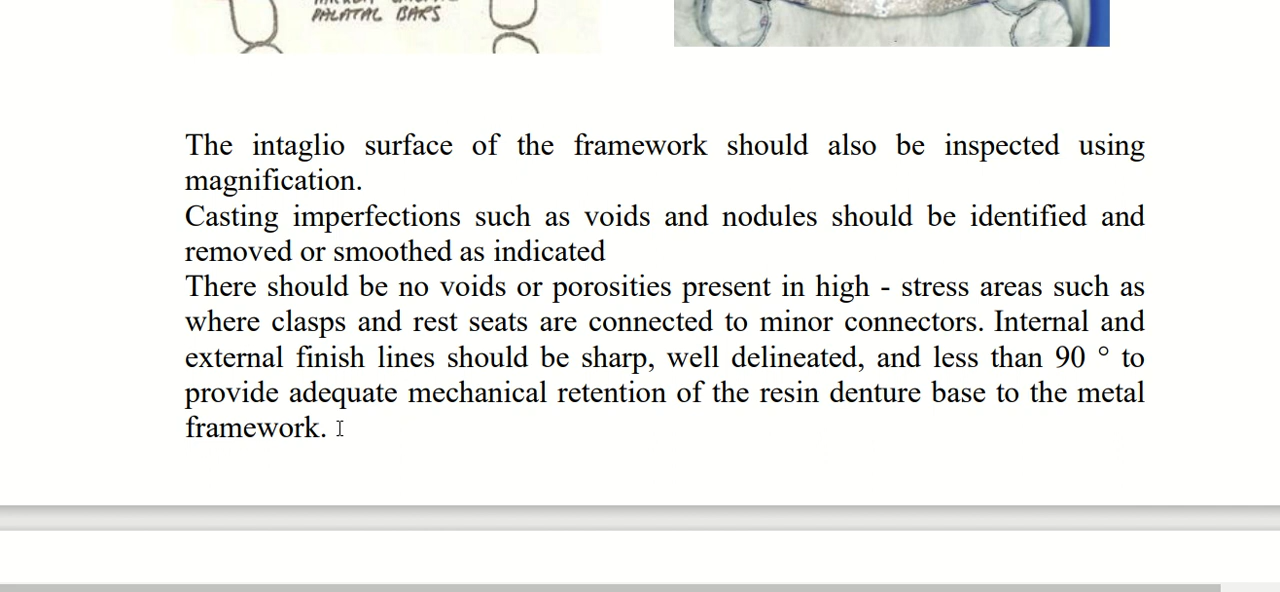 PALATAL BARS
The intaglio surface of the framework should also be inspected using
magnification.
Casting imperfections such as voids and nodules should be identified and
removed or smoothed as indicated
There should be no voids or porosities present in high - stress areas such as
where clasps and rest seats are connected to minor connectors. Internal and
external finish lines should be sharp, well delineated, and less than 90 ° to
provide adequate mechanical retention of the resin denture base to the metal
framework.